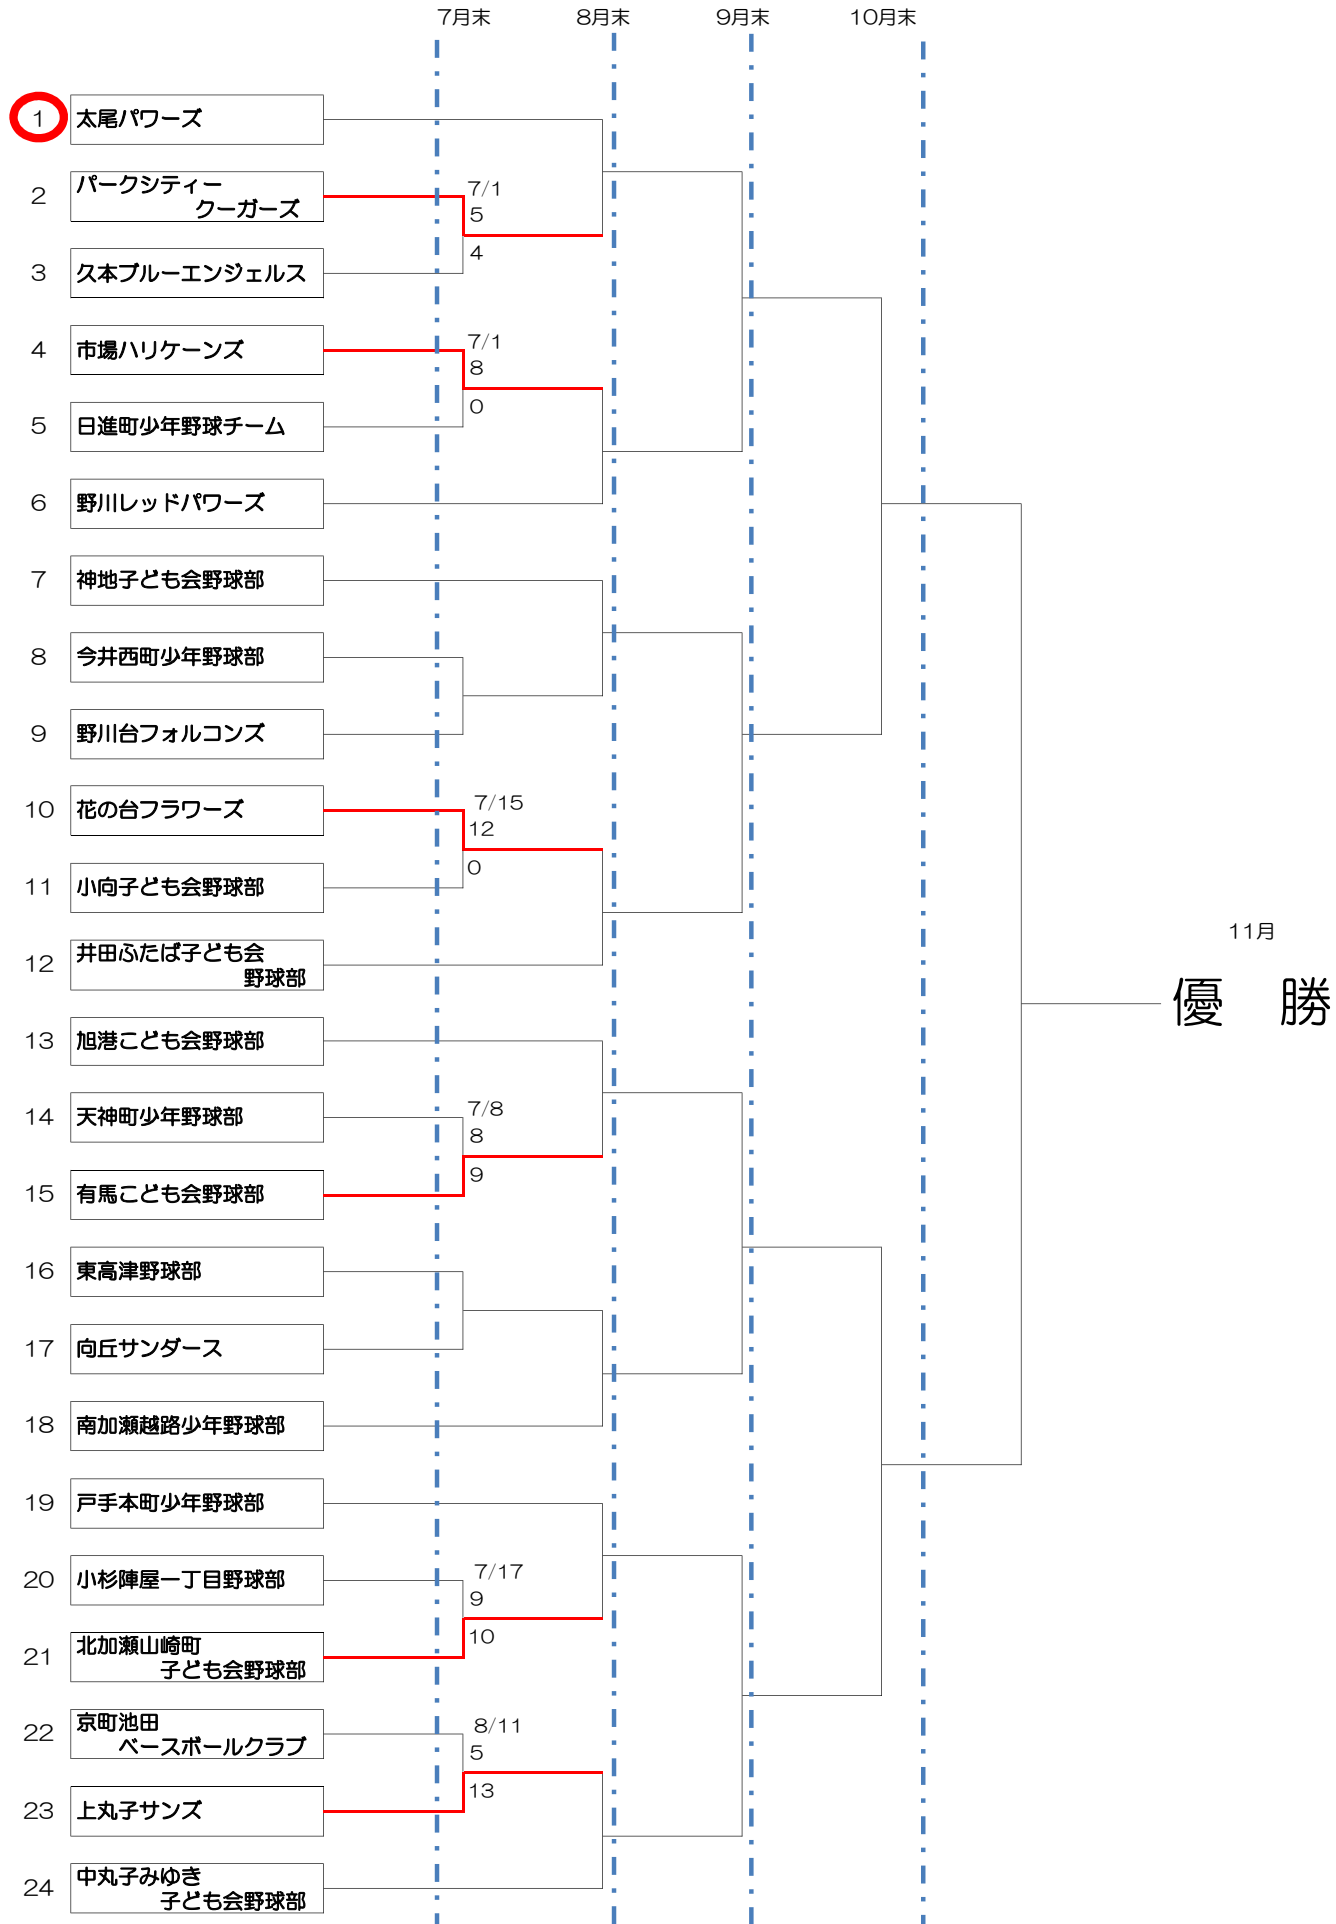 7月末 8月末 9月末 10月末
1 太尾パワーズ
2 パークシティー
クーガーズ
7/1
5
4
3 久本ブルーエンジェルス
4 市場ハリケーンズ
7/1
8
0
5 日進町少年野球チーム
6 野川レッドパワーズ
7 神地子ども会野球部
8 今井西町少年野球部
9 野川台フォルコンズ
10 花の台フラワーズ
7/15
12
0
11 小向子ども会野球部
12 井田ふたば子ども会
野球部
11月
優 勝
13 旭港こども会野球部
14 天神町少年野球部
7/8
8
9
15 有馬こども会野球部
16 東高津野球部
17 向丘サンダース
18 南加瀬越路少年野球部
19 戸手本町少年野球部
20 小杉陣屋一丁目野球部
7/17
9
10
21 北加瀬山崎町
子ども会野球部
22 京町池田
ベースボールクラブ
8/11
5
13
23 上丸子サンズ
24 中丸子みゆき
子ども会野球部